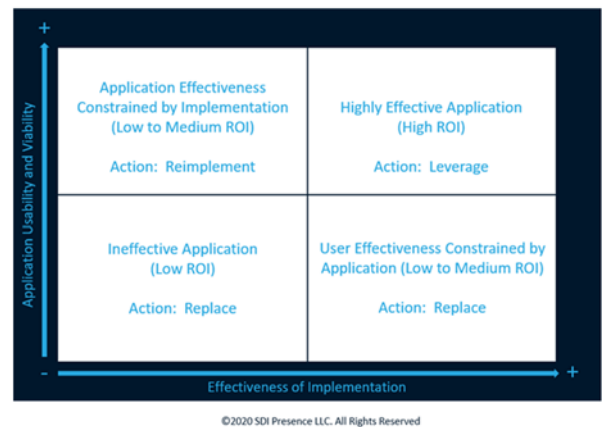 +
Application Usability and Viability
Application Effectiveness
Constrained by Implementation
(Low to Medium ROI)
Action: Reimplement
Highly Effective Application
(High ROI)
Action: Leverage
Ineffective Application
(Low ROI)
Action: Replace
User Effectiveness Constrained by
Application (Low to Medium ROI)
Action: Replace
-
+
Effectiveness of Implementation
©2020 SDI Presence LLC. All Rights Reserved